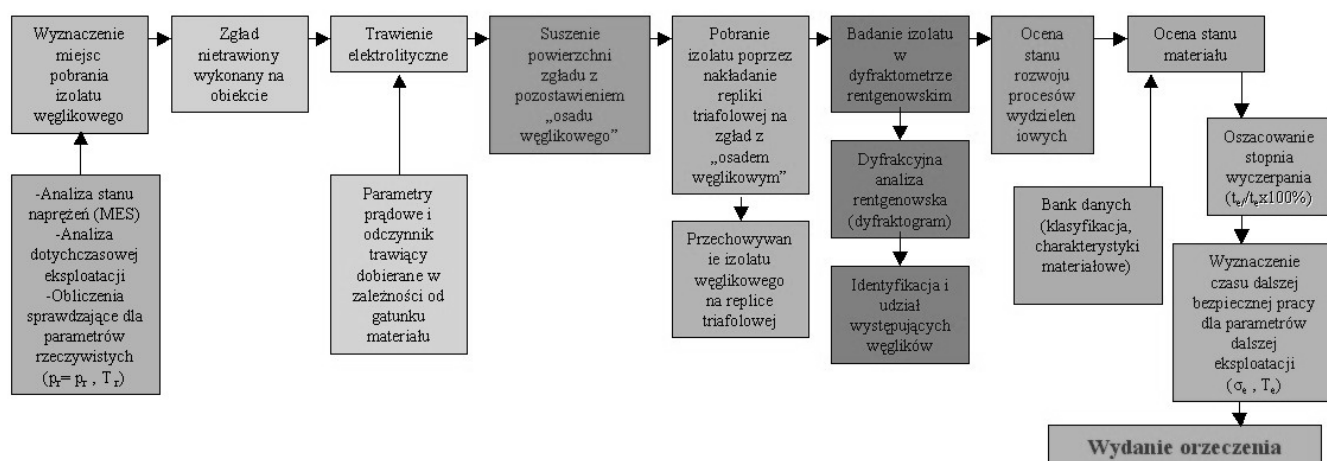 Wyznaczenie
miejsc
pobrania
izolatu
węglikowego
Zgład
nietrawiony
wykonany na
obiekcie
Trawienie
elektrolityczne
Suszenie
powierzchni
zgładu z
pozostawieniem
„osadu
węglikowego”
Pobranie
izolatu poprzez
nakładanie
repliki
triafolowej na
zgład z
„osadem
węglikowym”
Badanie izolatu
w
dyfraktometrze
rentgenowskim
Ocena
stanu
rozwoju
procesów
wydzielen
iowych
Ocena stanu
materiału
-Analiza stanu
naprężeń (MES)
-Analiza
dotychczasowej
eksploatacji
-Obliczenia
sprawdzające dla
parametrów
rzeczywistych
(pr= pr , Tr)
Parametry
prądowe i
odczynnik
trawiący
dobierane w
zależności od
gatunku
materiału
Przechowywan
ie izolatu
węglikowego
na replice
triafolowej
Dyfrakcyjna
analiza
rentgenowska
(dyfraktogram)
Identyfikacja i
udział
występujących
węglików
Bank danych
(klasyfikacja,
charakterystyki
materiałowe)
Oszacowanie
stopnia
wyczerpania
(te/tex100%)
Wyznaczenie
czasu dalszej
bezpiecznej pracy
dla parametrów
dalszej
eksploatacji
(σe , Te)
Wydanie orzeczenia